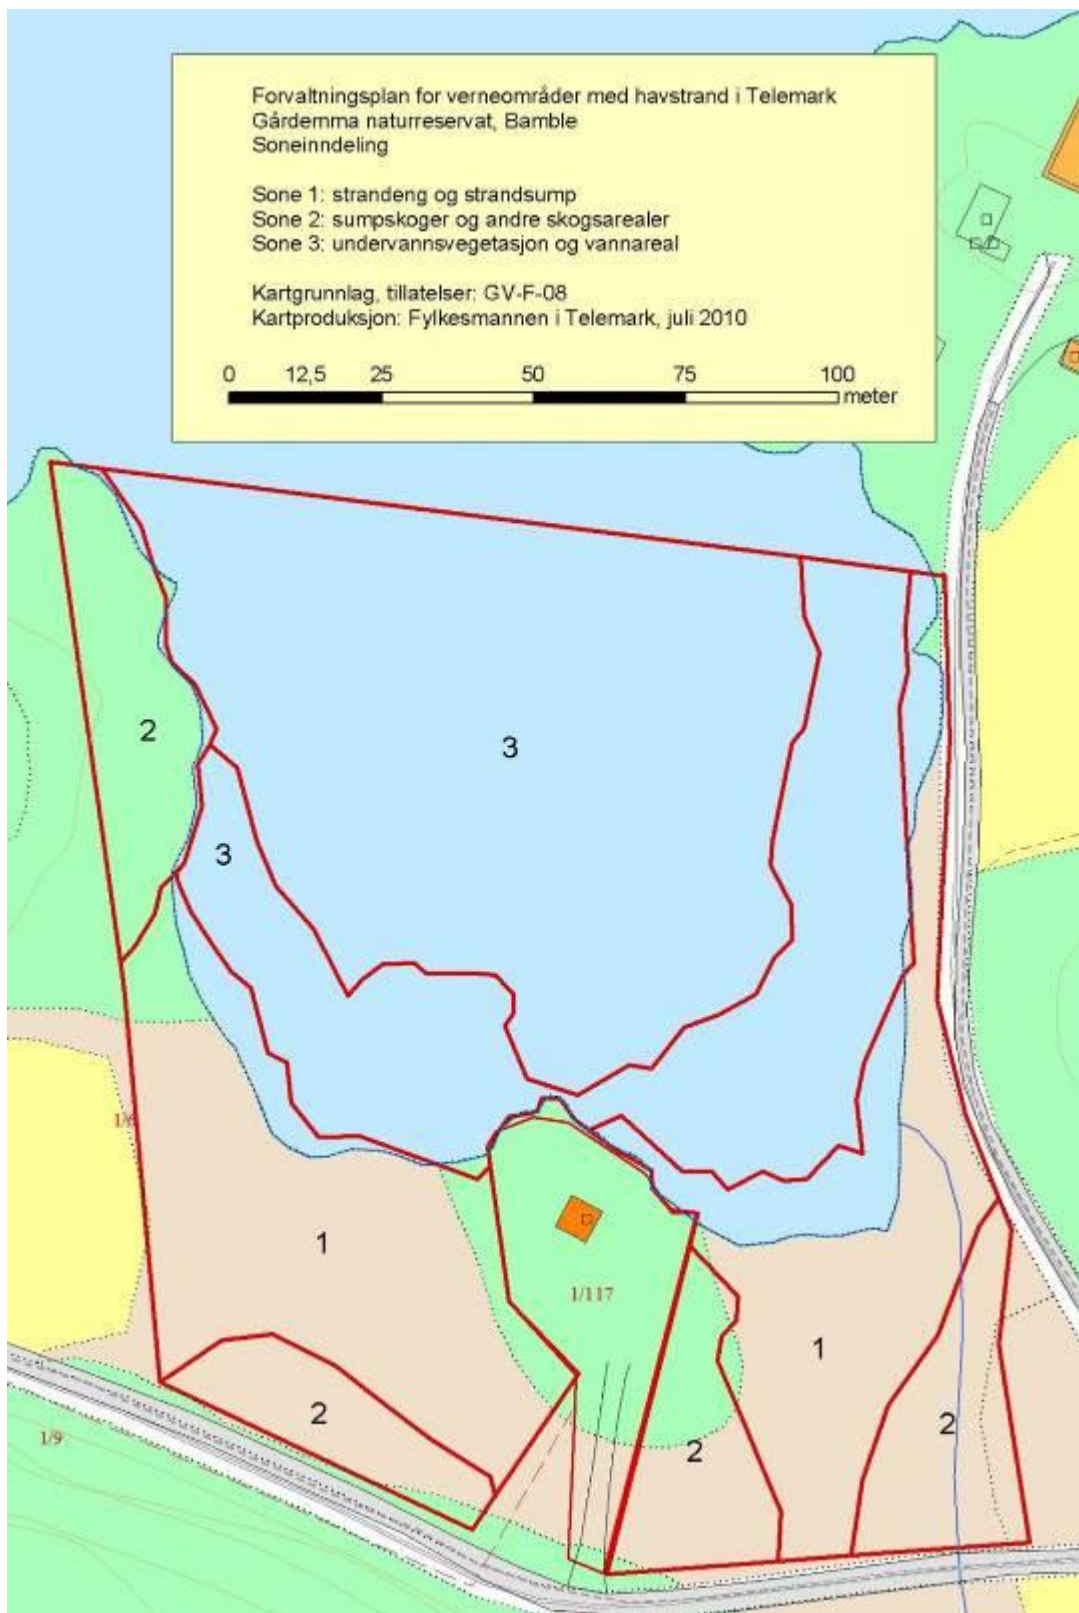 Forvaltningsplan for verneområder med havstrand i Telemark
Gårdemma naturreservat, Bamble
Soneinndeling
Sone 1: strandeng og strandsump
Sone 2: sumpskoger og andre skogsarealer
Sone 3: undervannsvegetasjon og vannareal
Kartgrunnlag, tillatelser: GV-F-08
Kartproduksjon: Fylkesmannen i Telemark, juli 2010
0 12,5 25 50 75 100
meter
2
3
3
1/6
1
1/117
1
2
2
2
1/9